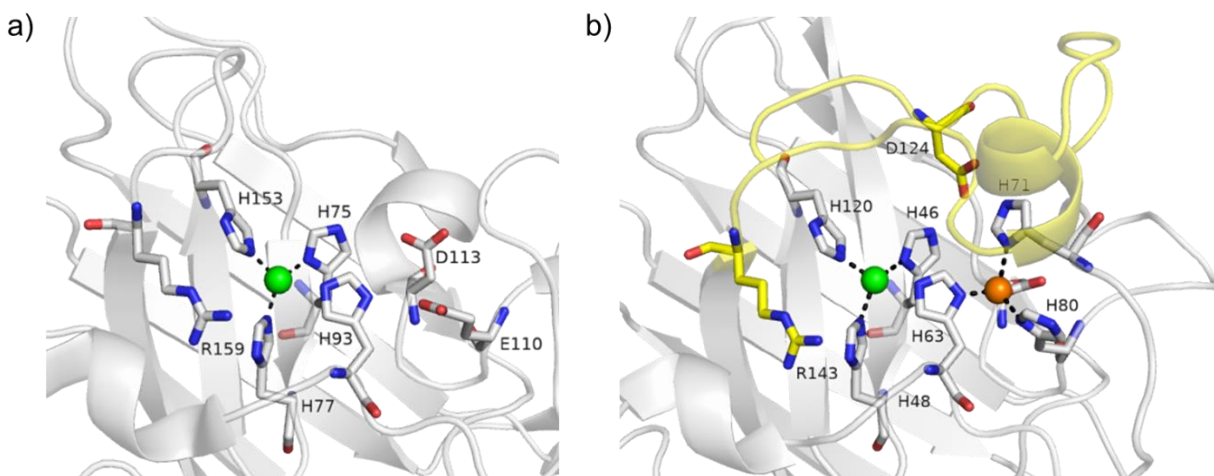 a)
b)
H153
H75
D113
R159
H93
E110
H77
D124
H71
H120
H46
H80
H63
R143
H48